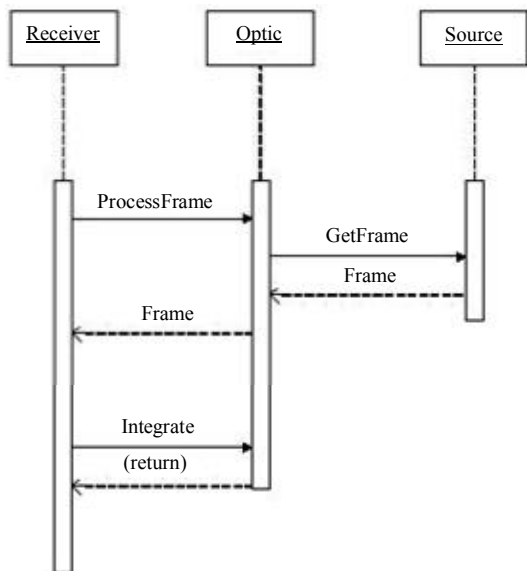 Receiver
Optic
Source
ProcessFrame
GetFrame
Frame
Frame
Integrate
(return)